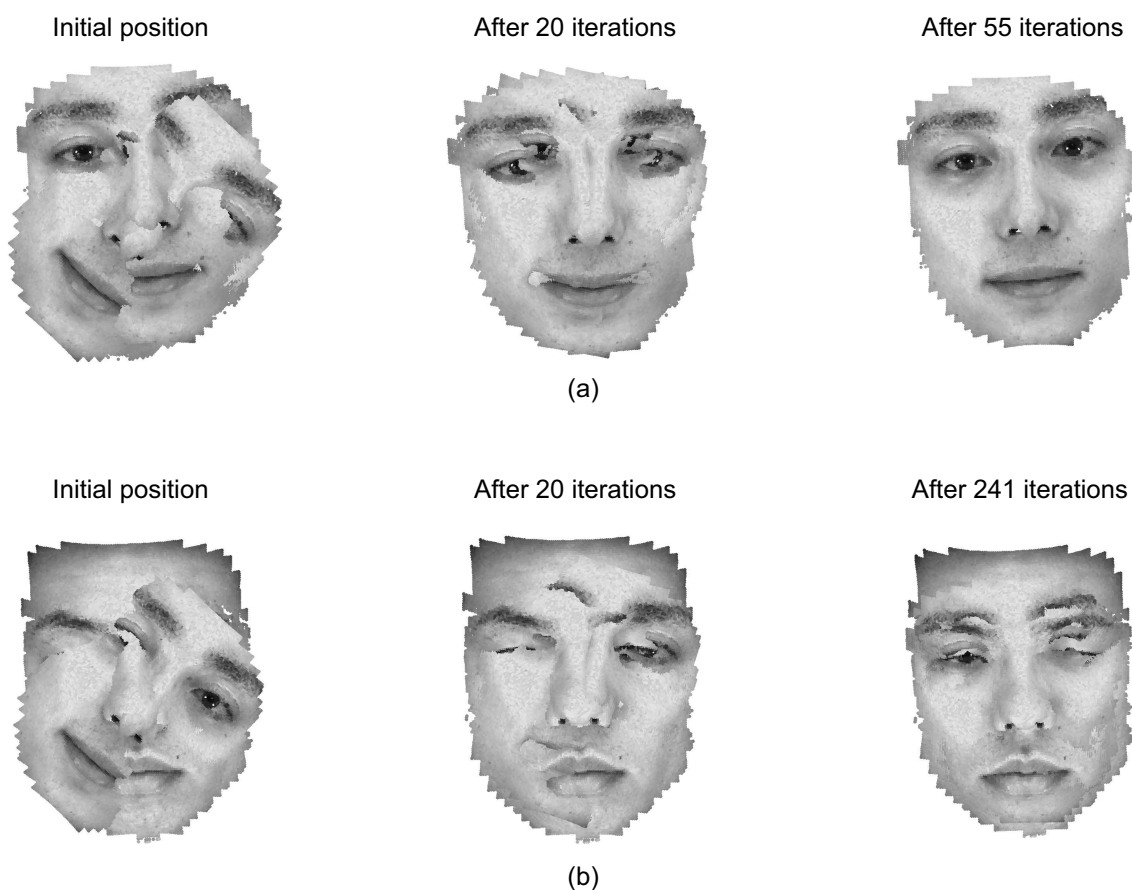 Initial position
After 20 iterations
After 55 iterations
(a)
Initial position
After 20 iterations
After 241 iterations
(b)